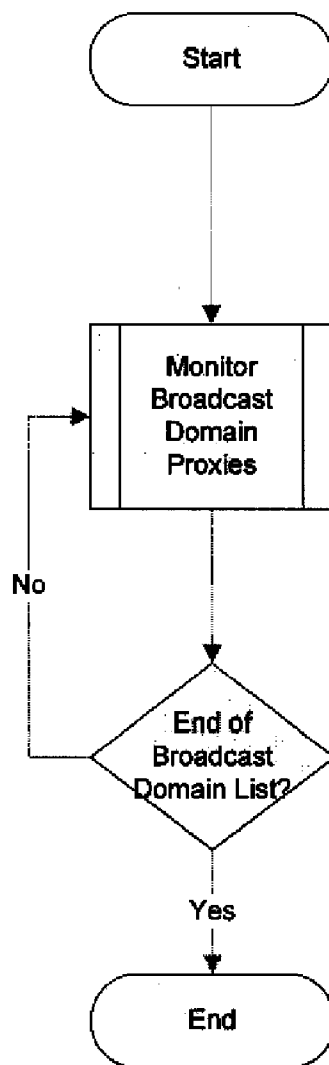 Start
Monitor
Broadcast
Domain
Proxies
No
End of
Broadcast
Domain List?
Yes
End